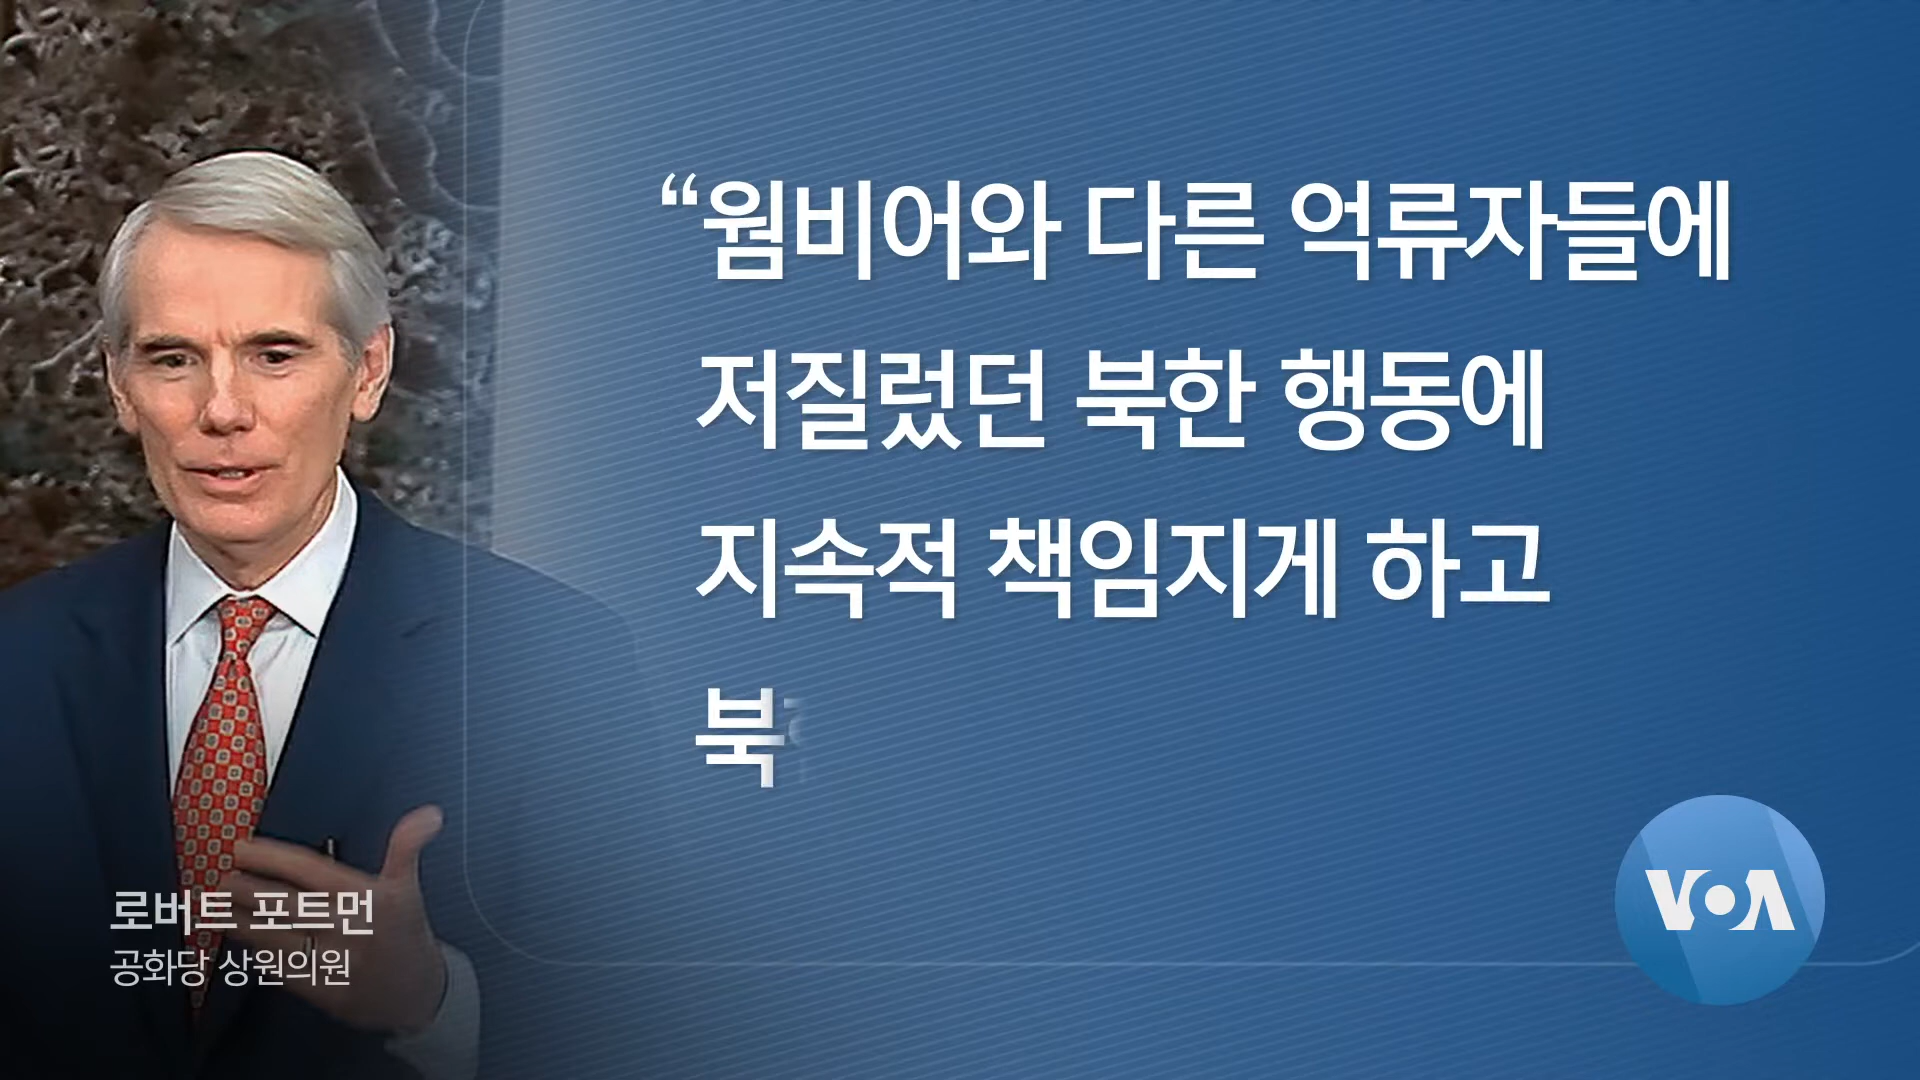 “웜비어와 다른 억류자들에
저질렀던 북한 행동에
지속적 책임지게 하고
북
로버트 포트먼
공화당 상원의원
VOA